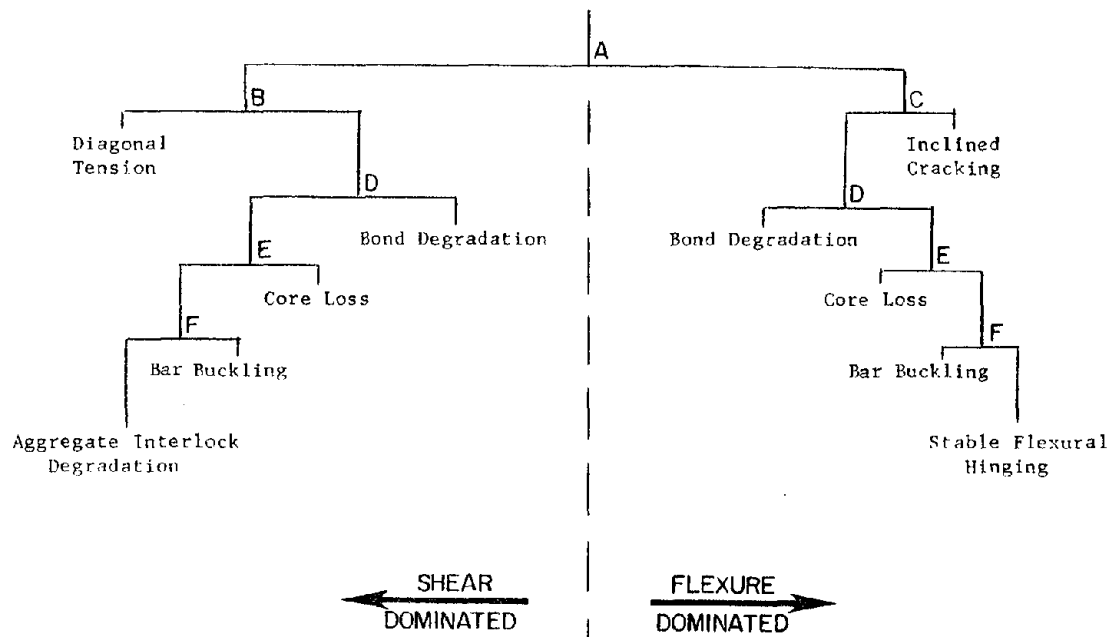 A
B
C
Diagonal
Tension
Inclined
Cracking
D
D
Bond Degradation
Bond Degradation
E
E
Core Loss
Core Loss
F
F
Bar Buckling
Bar Buckling
Aggregate Interlock
Degradation
Stable Flexural
Hinging
SHEAR
DOMINATED
FLEXURE
DOMINATED